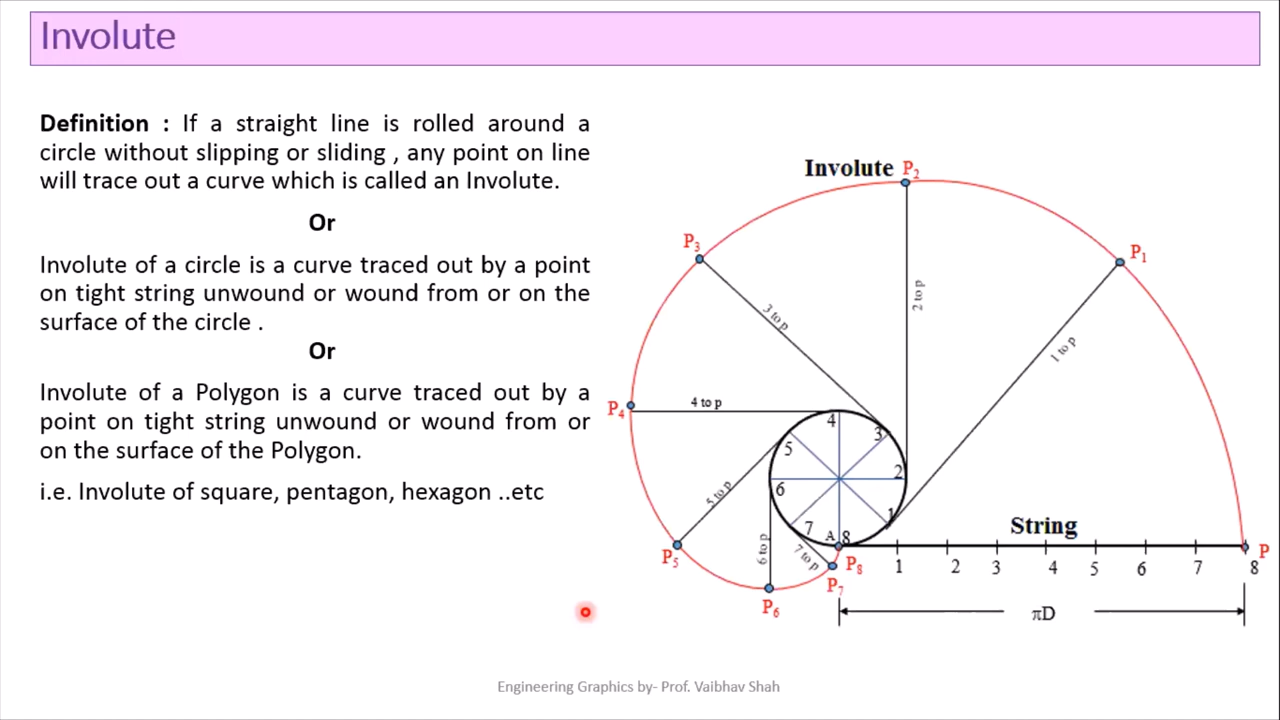 Involute
Definition : If a straight line is rolled around a
circle without slipping or sliding , any point on line
will trace out a curve which is called an Involute.
Or
Involute of a circle is a curve traced out by a point
on tight string unwound or wound from or on the
surface of the circle .
Or
Involute of a Polygon is a curve traced out by a
point on tight string unwound or wound from or
on the surface of the Polygon.
i.e. Involute of square, pentagon, hexagon ..etc
Involute P₂
P₃
P₁
2 to p
3 to p
1 to p
P₄
4 to p
4
3
5
2
6
5 to p
1
7
A 8
String
P₅
6 to p
7 to p
P₈
P
1 2 3 4 5 6 7 8
P₇
P₆
πD
Engineering Graphics by- Prof. Vaibhav Shah